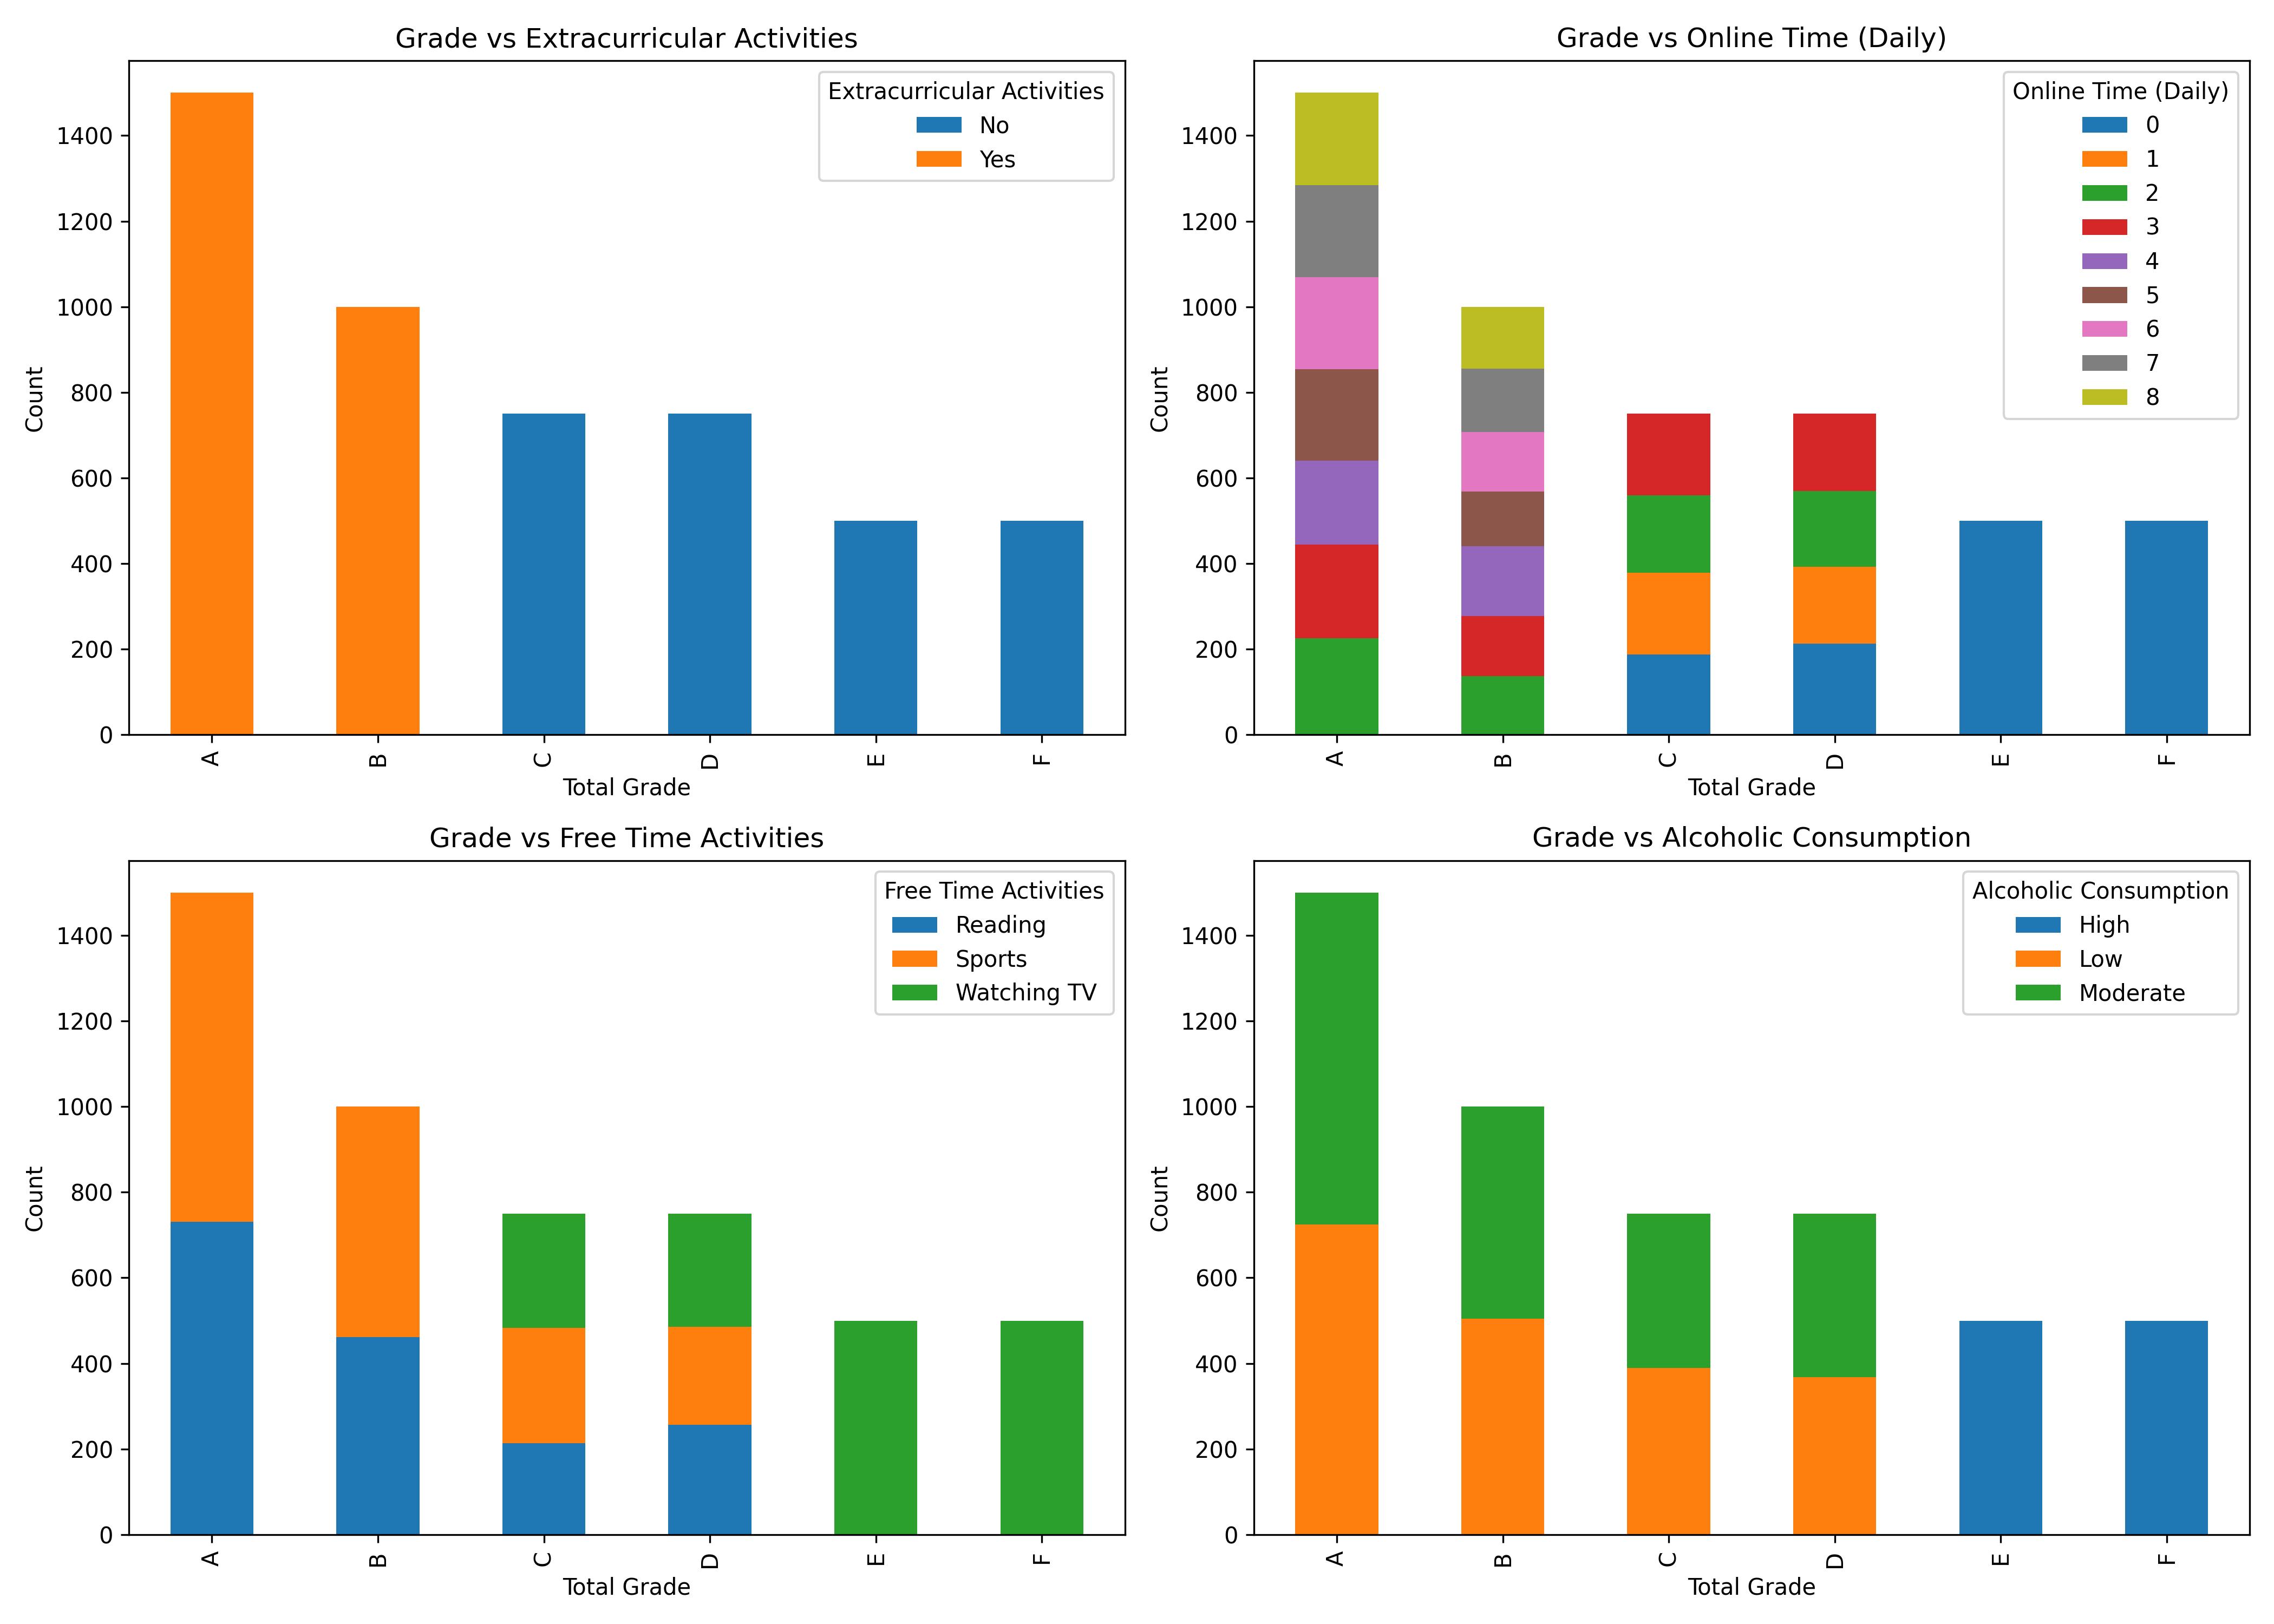 Grade vs Extracurricular Activities
Count
1400
1200
1000
800
600
400
200
0
Extracurricular Activities
No
Yes
A
B
C
D
E
F
Total Grade
Grade vs Online Time (Daily)
Count
1400
1200
1000
800
600
400
200
0
Online Time (Daily)
0
1
2
3
4
5
6
7
8
A
B
C
D
E
F
Total Grade
Grade vs Free Time Activities
Count
1400
1200
1000
800
600
400
200
0
Free Time Activities
Reading
Sports
Watching TV
A
B
C
D
E
F
Total Grade
Grade vs Alcoholic Consumption
Count
1400
1200
1000
800
600
400
200
0
Alcoholic Consumption
High
Low
Moderate
A
B
C
D
E
F
Total Grade